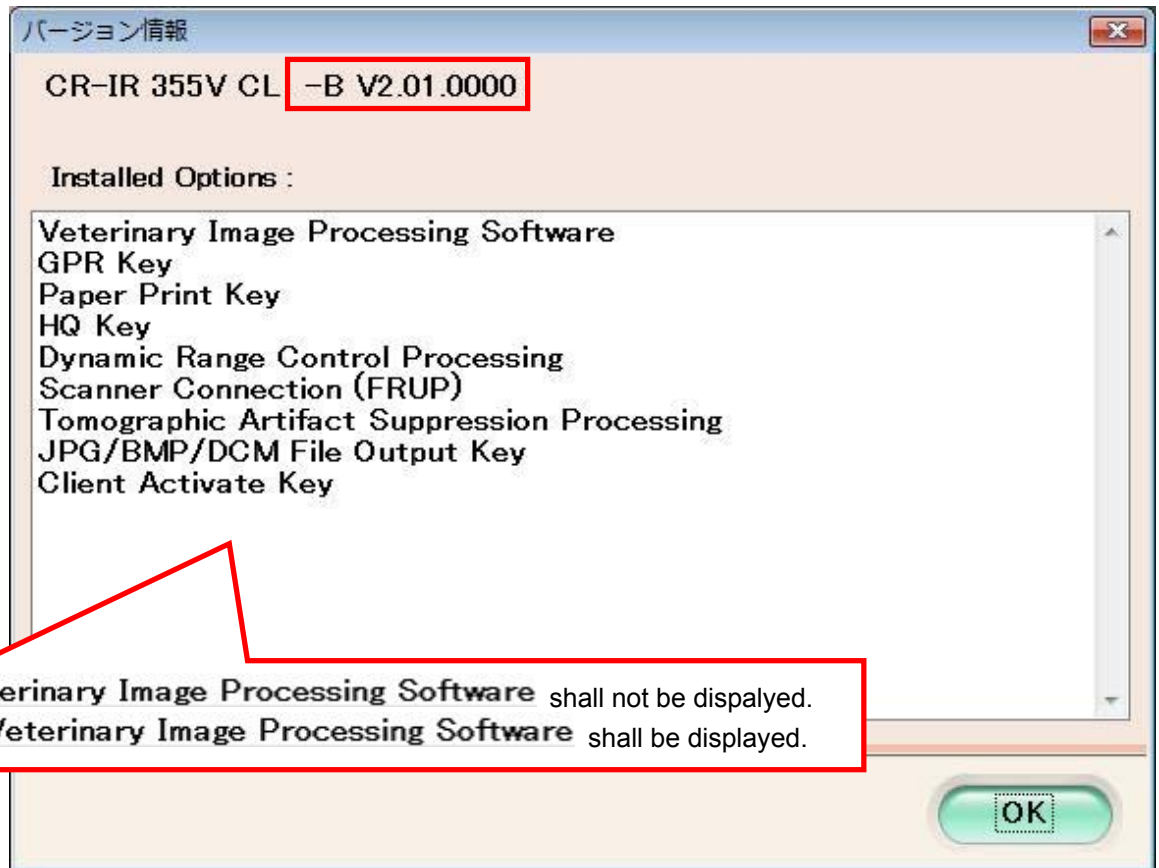 バージョン情報
CR-IR 355V CL -B V2.01.0000
Installed Options :
Veterinary Image Processing Software
GPR Key
Paper Print Key
HQ Key
Dynamic Range Control Processing
Scanner Connection (FRUP)
Tomographic Artifact Suppression Processing
JPG/BMP/DCM File Output Key
Client Activate Key
erinary Image Processing Software shall not be dispalyed.
Veterinary Image Processing Software shall be displayed.
OK